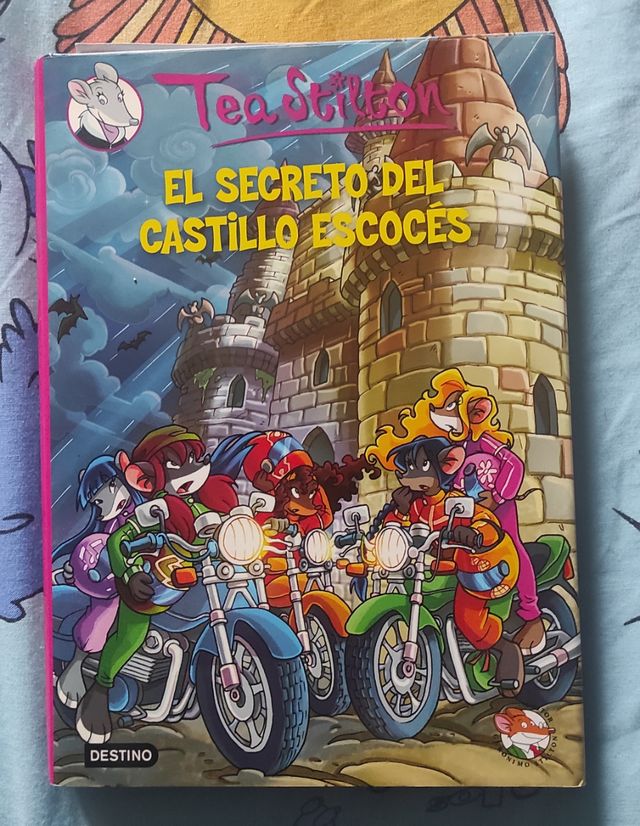 Tea Stilton
EL SECRETO DEL
CASTiLLO ESCOCÉS
DESTINO